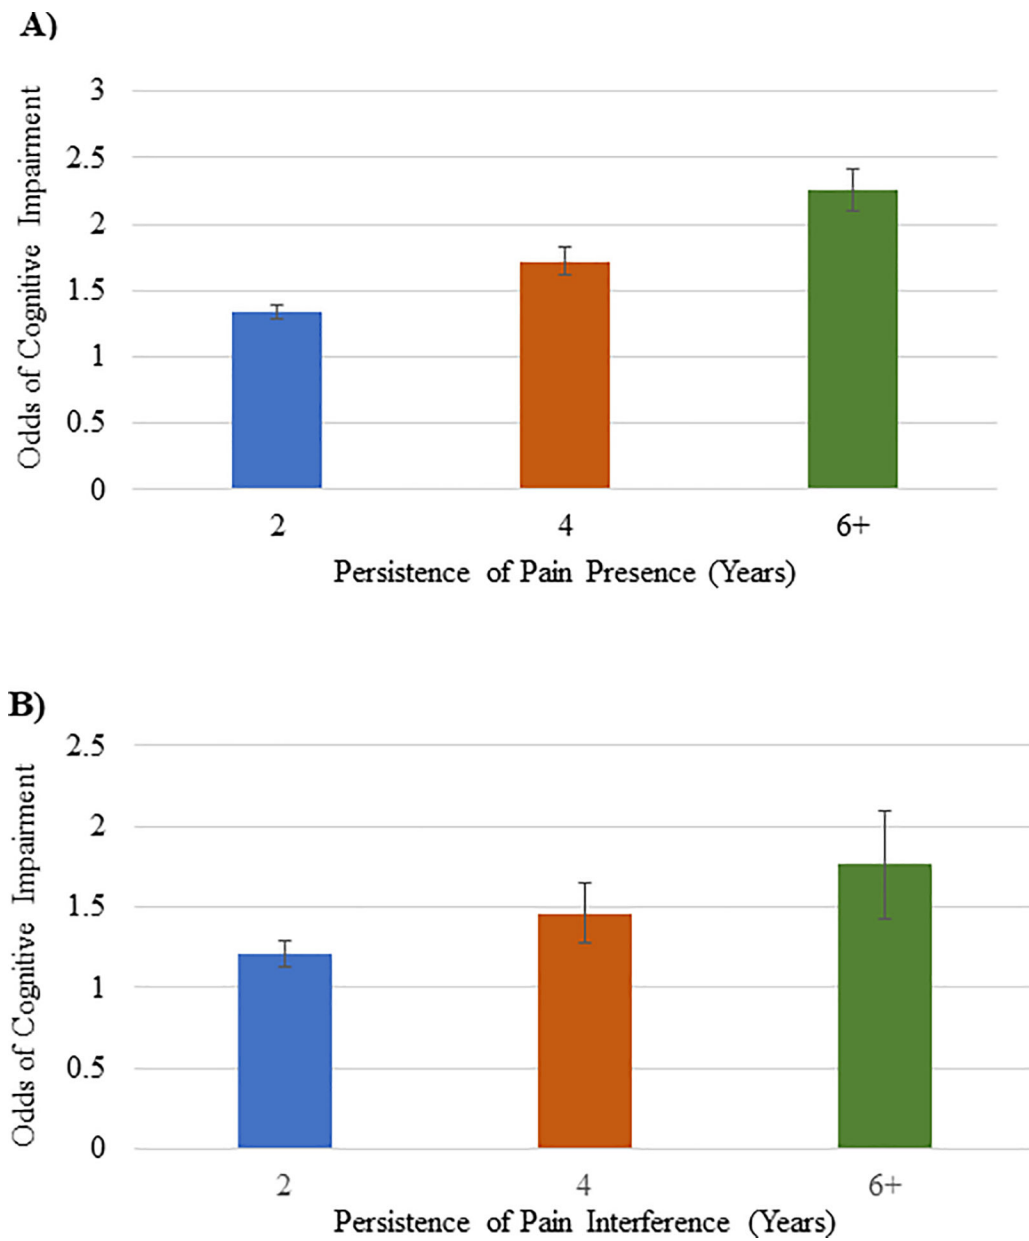 A)
Odds of Cognitive Impairment
3
2.5
2
1.5
1
0.5
0
2 4 6+
Persistence of Pain Presence (Years)
B)
Odds of Cognitive Impairment
2.5
2
1.5
1
0.5
0
2 4 6+
Persistence of Pain Interference (Years)